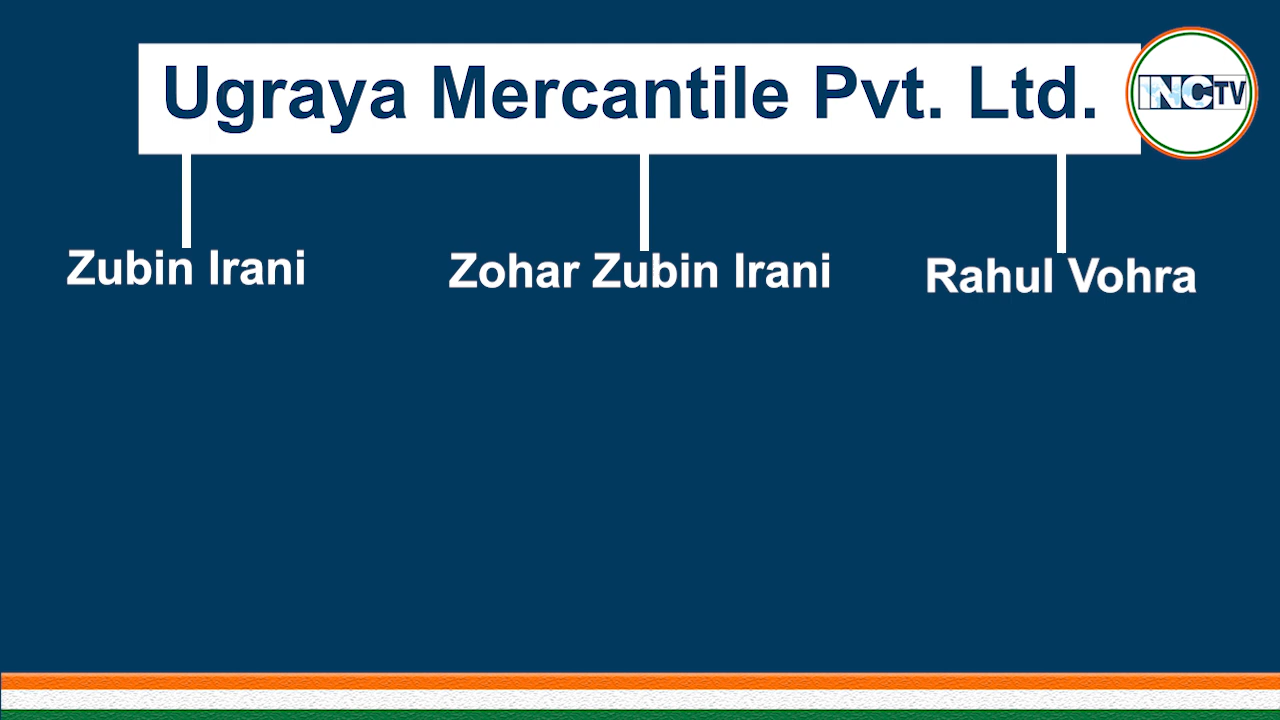 Ugraya Mercantile Pvt. Ltd.
INCTV
Zubin Irani
Zohar Zubin Irani
Rahul Vohra